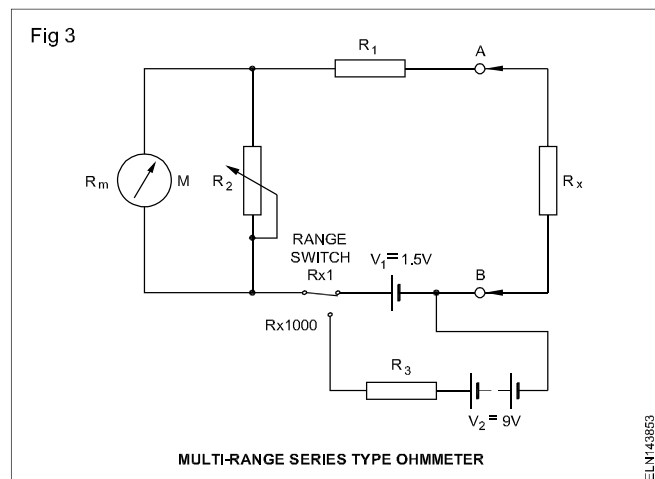 Fig 3
R1
A
Rm
M
R2
Rx
RANGE
SWITCH
Rx1
V1= 1.5V
B
Rx1000
R3
V2= 9V
MULTI-RANGE SERIES TYPE OHMMETER
ELN143853